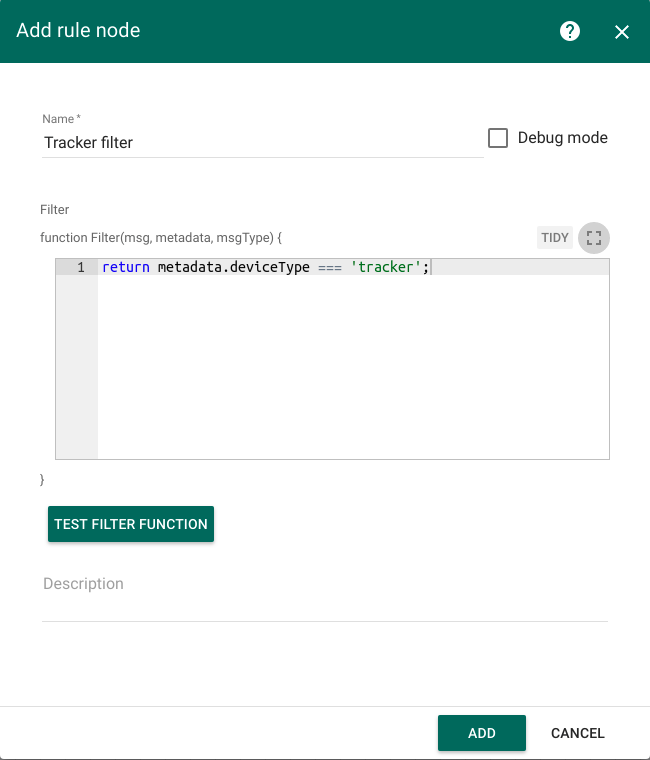 Add rule node
Name *
Tracker filter
Debug mode
Filter
function Filter(msg, metadata, msgType) {
TIDY
1 return metadata.deviceType === 'tracker';
}
TEST FILTER FUNCTION
Description
ADD
CANCEL